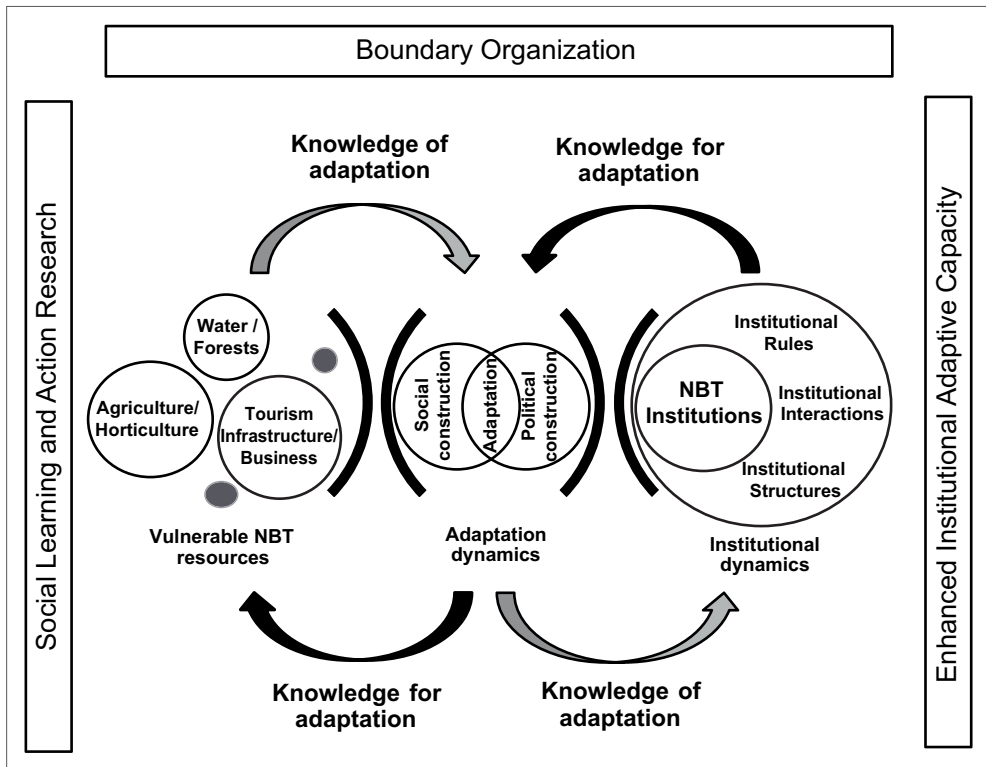 Boundary Organization
Social Learning and Action Research
Enhanced Institutional Adaptive Capacity
Knowledge of
adaptation
Knowledge for
adaptation
Water /
Forests
Agriculture/
Horticulture
Tourism
Infrastructure/
Business
Vulnerable NBT
resources
Social
construction
Adaptation
Political
construction
Adaptation
dynamics
Institutional
Rules
NBT
Institutions
Institutional
Interactions
Institutional
Structures
Institutional
dynamics
Knowledge for
adaptation
Knowledge of
adaptation